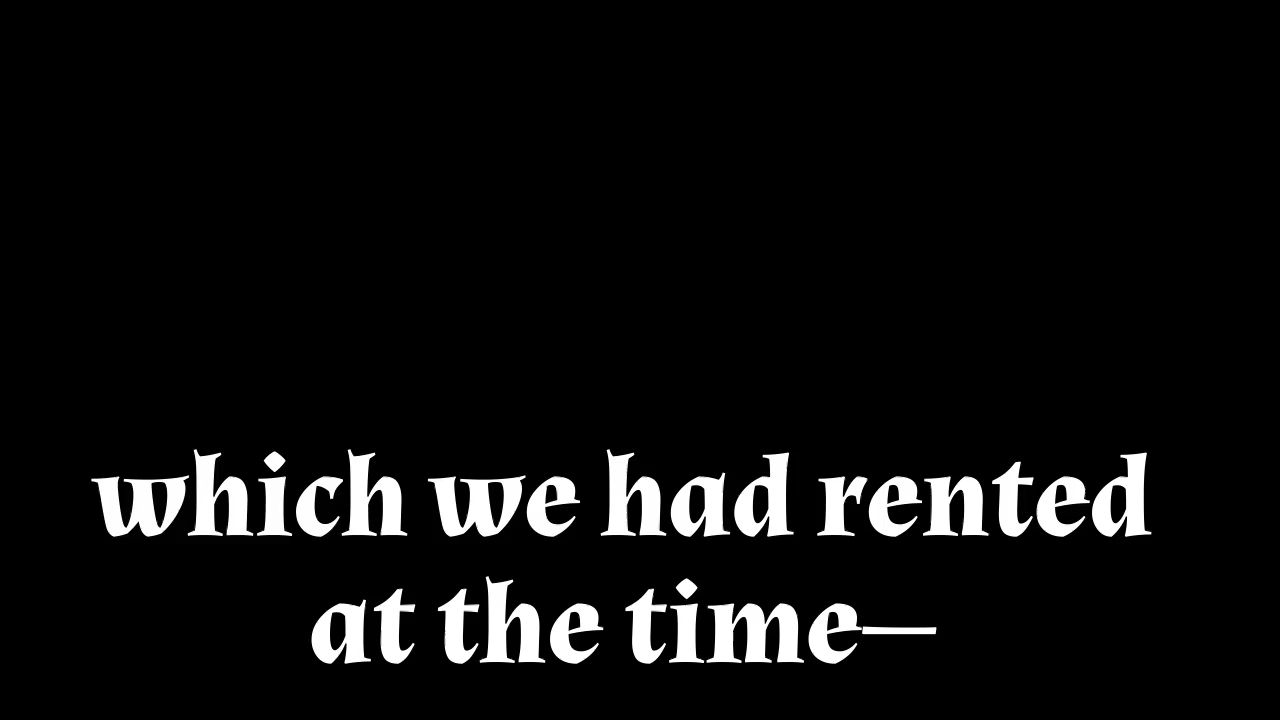 which we had rented
at the time—